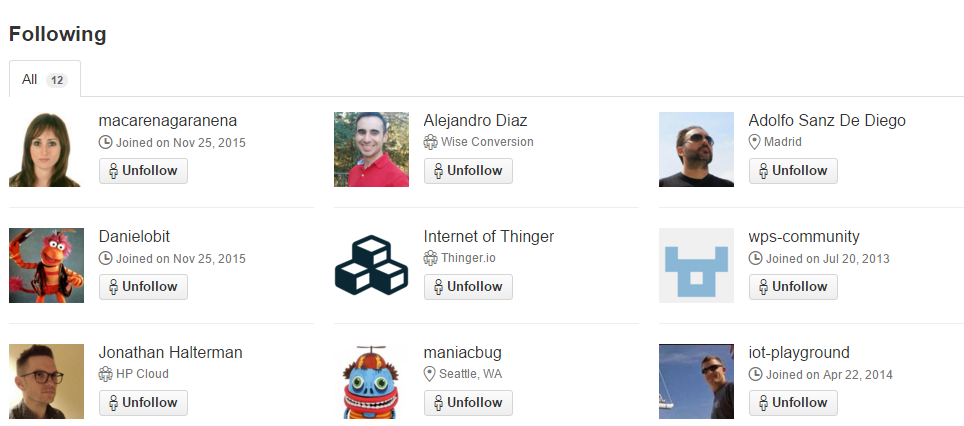 Following
All 12
macarenagaranena
Joined on Nov 25, 2015
Unfollow
Alejandro Diaz
Wise Conversion
Unfollow
Adolfo Sanz De Diego
Madrid
Unfollow
Danielobit
Joined on Nov 25, 2015
Unfollow
Internet of Thinger
Thinger.io
Unfollow
wps-community
Joined on Jul 20, 2013
Unfollow
Jonathan Halterman
HP Cloud
Unfollow
maniacbug
Seattle, WA
Unfollow
iot-playground
Joined on Apr 22, 2014
Unfollow